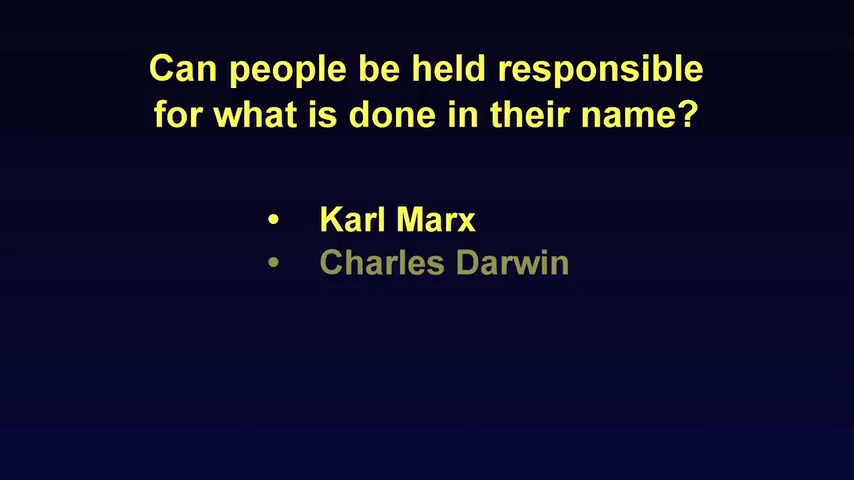 Can people be held responsible
for what is done in their name?
• Karl Marx
• Charles Darwin